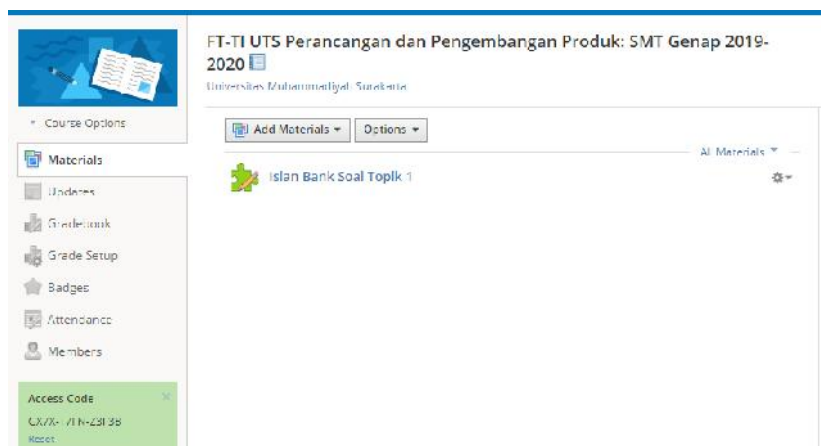 FT-TI UTS Perancangan dan Pengembangan Produk: SMT Genap 2019-
2020
Universitas Muhammadiyah Surakarta
Course Options
Add Materials
Options
Materials
All Materials
Islan Bank Soal Topik 1
Updates
Gradebook
Grade Setup
Badges
Attendance
Members
Access Code
Reset